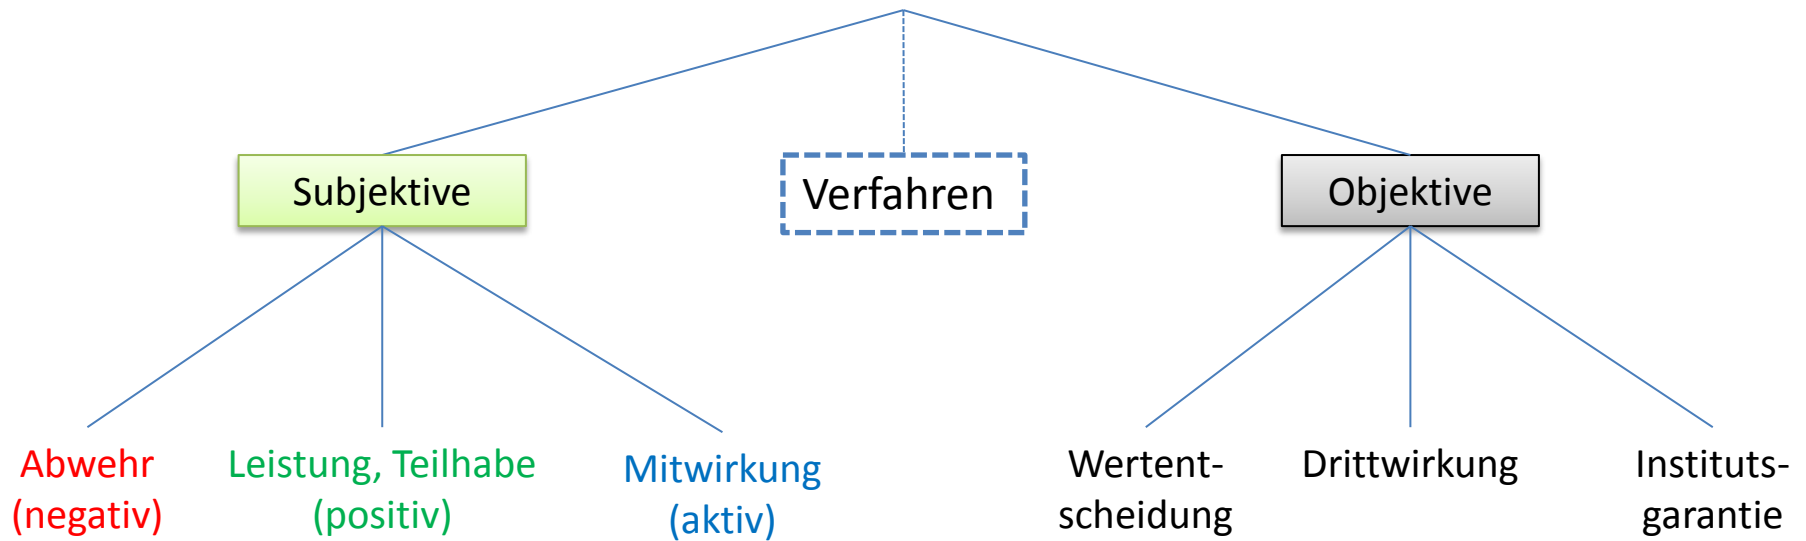 Subjektive
Verfahren
Objektive
Abwehr
(negativ)
Leistung, Teilhabe
(positiv)
Mitwirkung
(aktiv)
Wertent-
scheidung
Drittwirkung
Instituts-
garantie